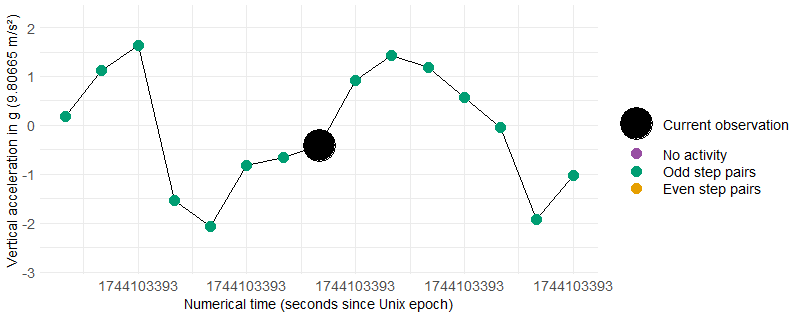 Vertical acceleration in g (9.80665 m/s²)
2
1
0
-1
-2
-3
1744103393 1744103393 1744103393 1744103393 1744103393
Numerical time (seconds since Unix epoch)
Current observation
No activity
Odd step pairs
Even step pairs